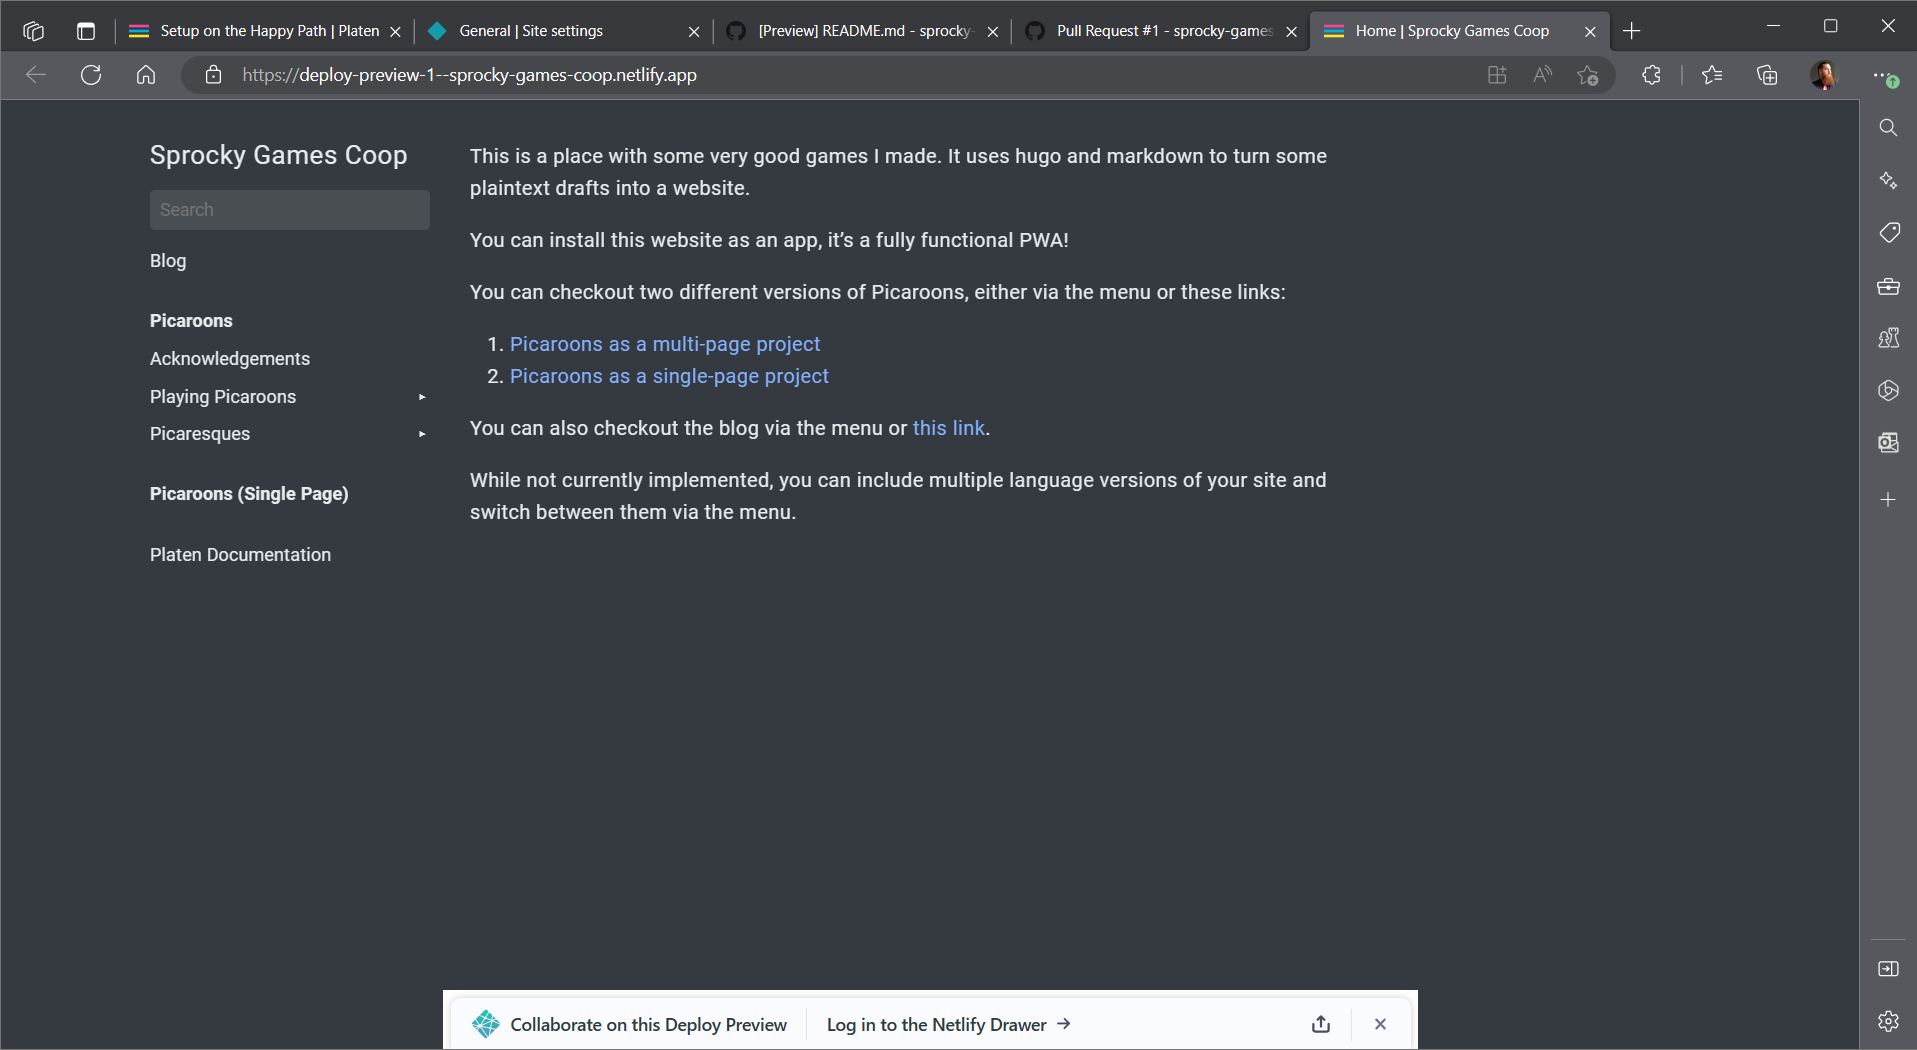 Setup on the Happy Path | Platen
General | Site settings
[Preview] README.md - sprocky-
Pull Request #1 - sprocky-games
Home | Sprocky Games Coop
https://deploy-preview-1--sprocky-games-coop.netlify.app
Sprocky Games Coop
Search
Blog
Picaroons
Acknowledgements
Playing Picaroons
Picaresques
Picaroons (Single Page)
Platen Documentation
This is a place with some very good games I made. It uses hugo and markdown to turn some
plaintext drafts into a website.
You can install this website as an app, it’s a fully functional PWA!
You can checkout two different versions of Picaroons, either via the menu or these links:
1. Picaroons as a multi-page project
2. Picaroons as a single-page project
You can also checkout the blog via the menu or this link.
While not currently implemented, you can include multiple language versions of your site and
switch between them via the menu.
Collaborate on this Deploy Preview
Log in to the Netlify Drawer →